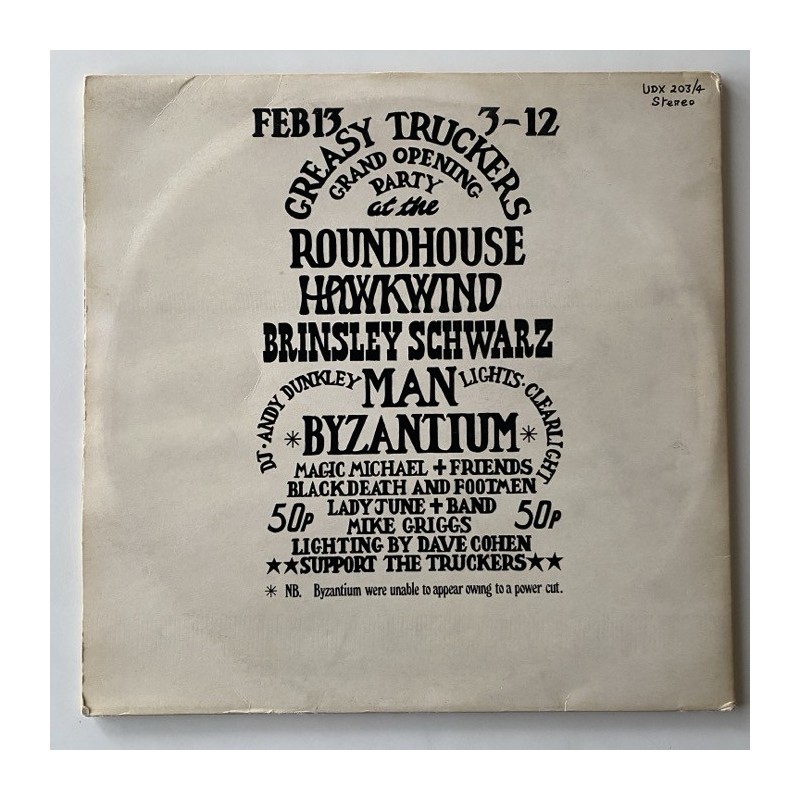 UDX 203/4
Stereo
FEB 13 3-12
GREASY TRUCKERS
GRAND OPENING
PARTY
at the
ROUNDHOUSE
HAWKWIND
BRINSLEY SCHWARZ
DJ·ANDY DUNKLEY MAN LIGHTS·CLEARLIGHT
*BYZANTIUM*
MAGIC MICHAEL + FRIENDS
BLACKDEATH AND FOOTMEN
LADY JUNE + BAND
50P MIKE GRIGGS 50P
LIGHTING BY DAVE COHEN
★★SUPPORT THE TRUCKERS★★
* NB. Byzantium were unable to appear owing to a power cut.